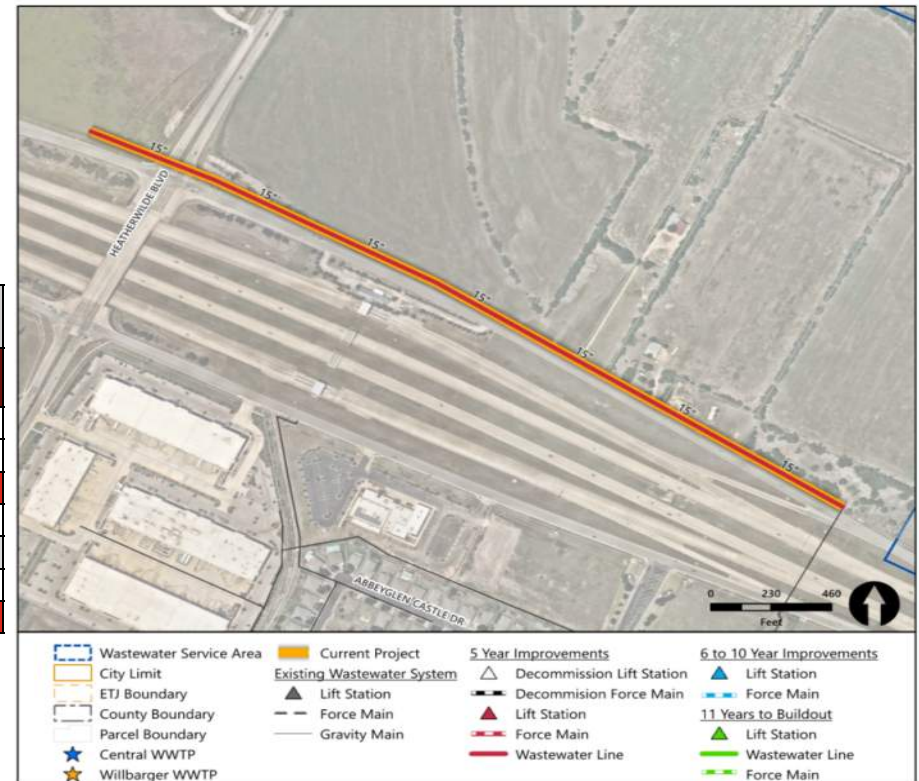 15"
HEATHERWILDE BLVD
15"
15"
15"
15"
15"
15"
ABBEYGLEN CASTLE DR
0 230 460
Feet
Wastewater Service Area
City Limit
ETJ Boundary
County Boundary
Parcel Boundary
Central WWTP
Willbarger WWTP
Current Project
Existing Wastewater System
Lift Station
Force Main
Gravity Main
5 Year Improvements
Decommission Lift Station
Decommision Force Main
Lift Station
Force Main
Wastewater Line
6 to 10 Year Improvements
Lift Station
Force Main
11 Years to Buildout
Lift Station
Wastewater Line
Force Main